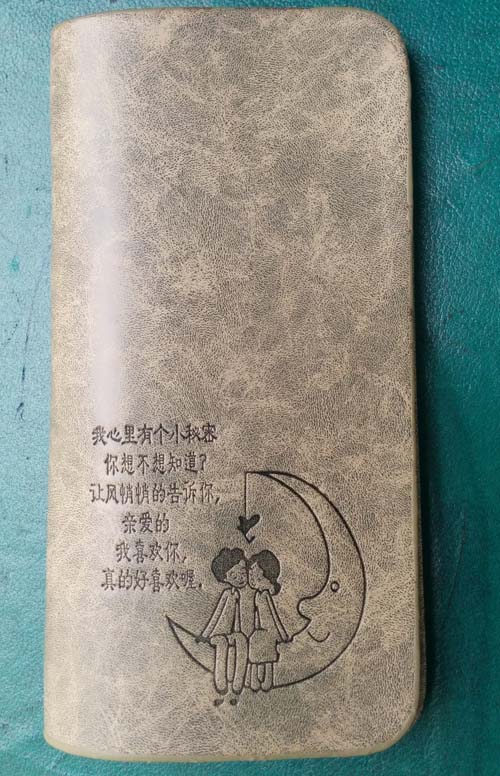 我心里有个小秘密
你想不想知道?
让风悄悄的告诉你,
亲爱的
我喜欢你,
真的好喜欢喔.